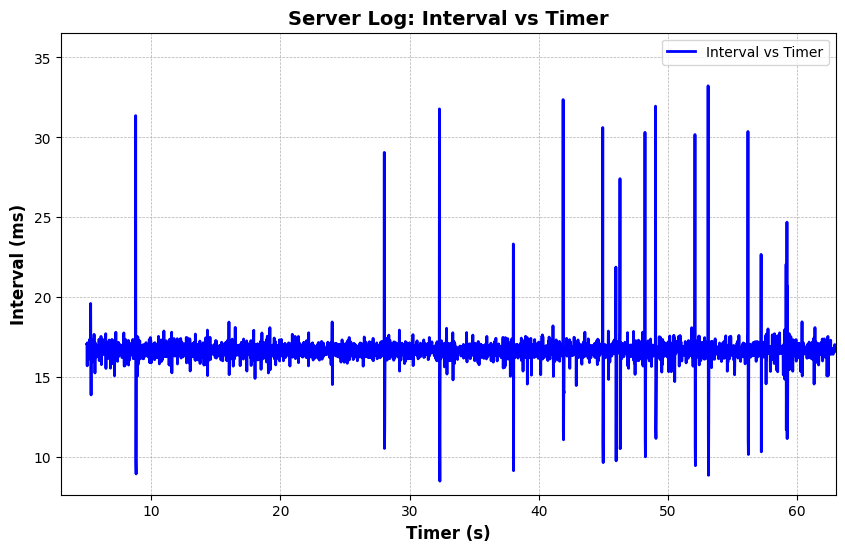 Server Log: Interval vs Timer
Interval vs Timer
Interval (ms)
35
30
25
20
15
10
10 20 30 40 50 60
Timer (s)